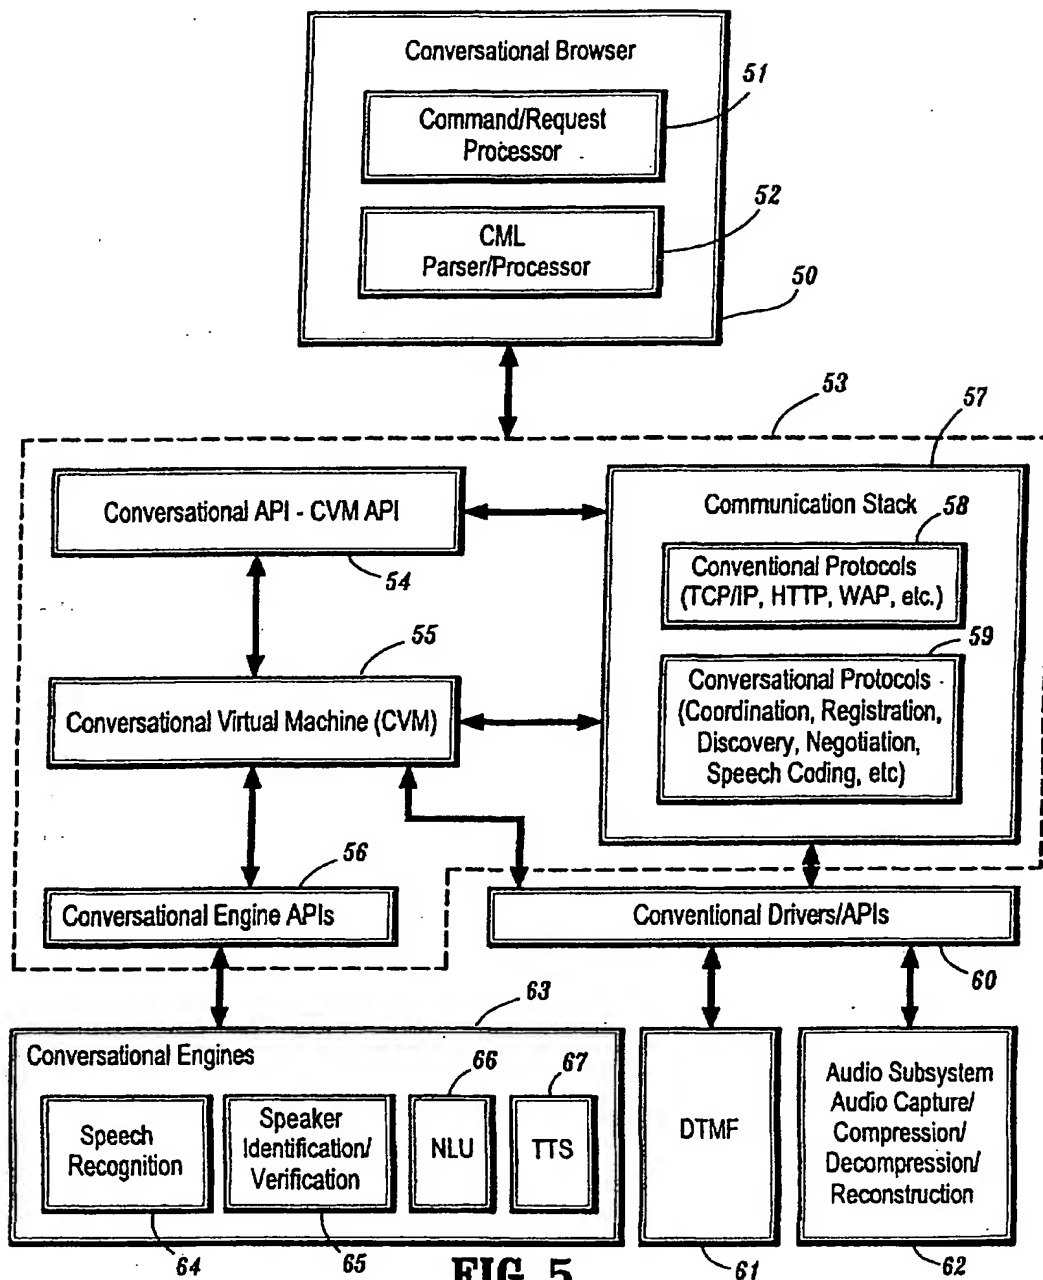 Conversational Browser
51
Command/Request
Processor
52
CML
Parser/Processor
50
53
57
Conversational API - CVM API
54
Communication Stack
58
Conventional Protocols
(TCP/IP, HTTP, WAP, etc.)
59
Conversational Protocols
(Coordination, Registration,
Discovery, Negotiation,
Speech Coding, etc)
55
Conversational Virtual Machine (CVM)
56
Conversational Engine APIs
Conventional Drivers/APIs
60
63
Conversational Engines
66
67
Speech
Recognition
Speaker
Identification/
Verification
NLU
TTS
64
65
DTMF
61
Audio Subsystem
Audio Capture/
Compression/
Decompression/
Reconstruction
62
FIG 5